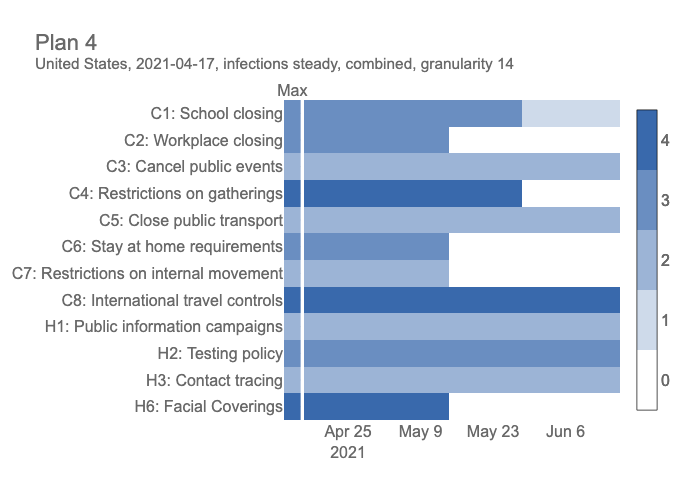 Plan 4
United States, 2021-04-17, infections steady, combined, granularity 14
Max
C1: School closing
C2: Workplace closing
C3: Cancel public events
C4: Restrictions on gatherings
C5: Close public transport
C6: Stay at home requirements
C7: Restrictions on internal movement
C8: International travel controls
H1: Public information campaigns
H2: Testing policy
H3: Contact tracing
H6: Facial Coverings
Apr 25 May 9 May 23 Jun 6
2021
4
3
2
1
0